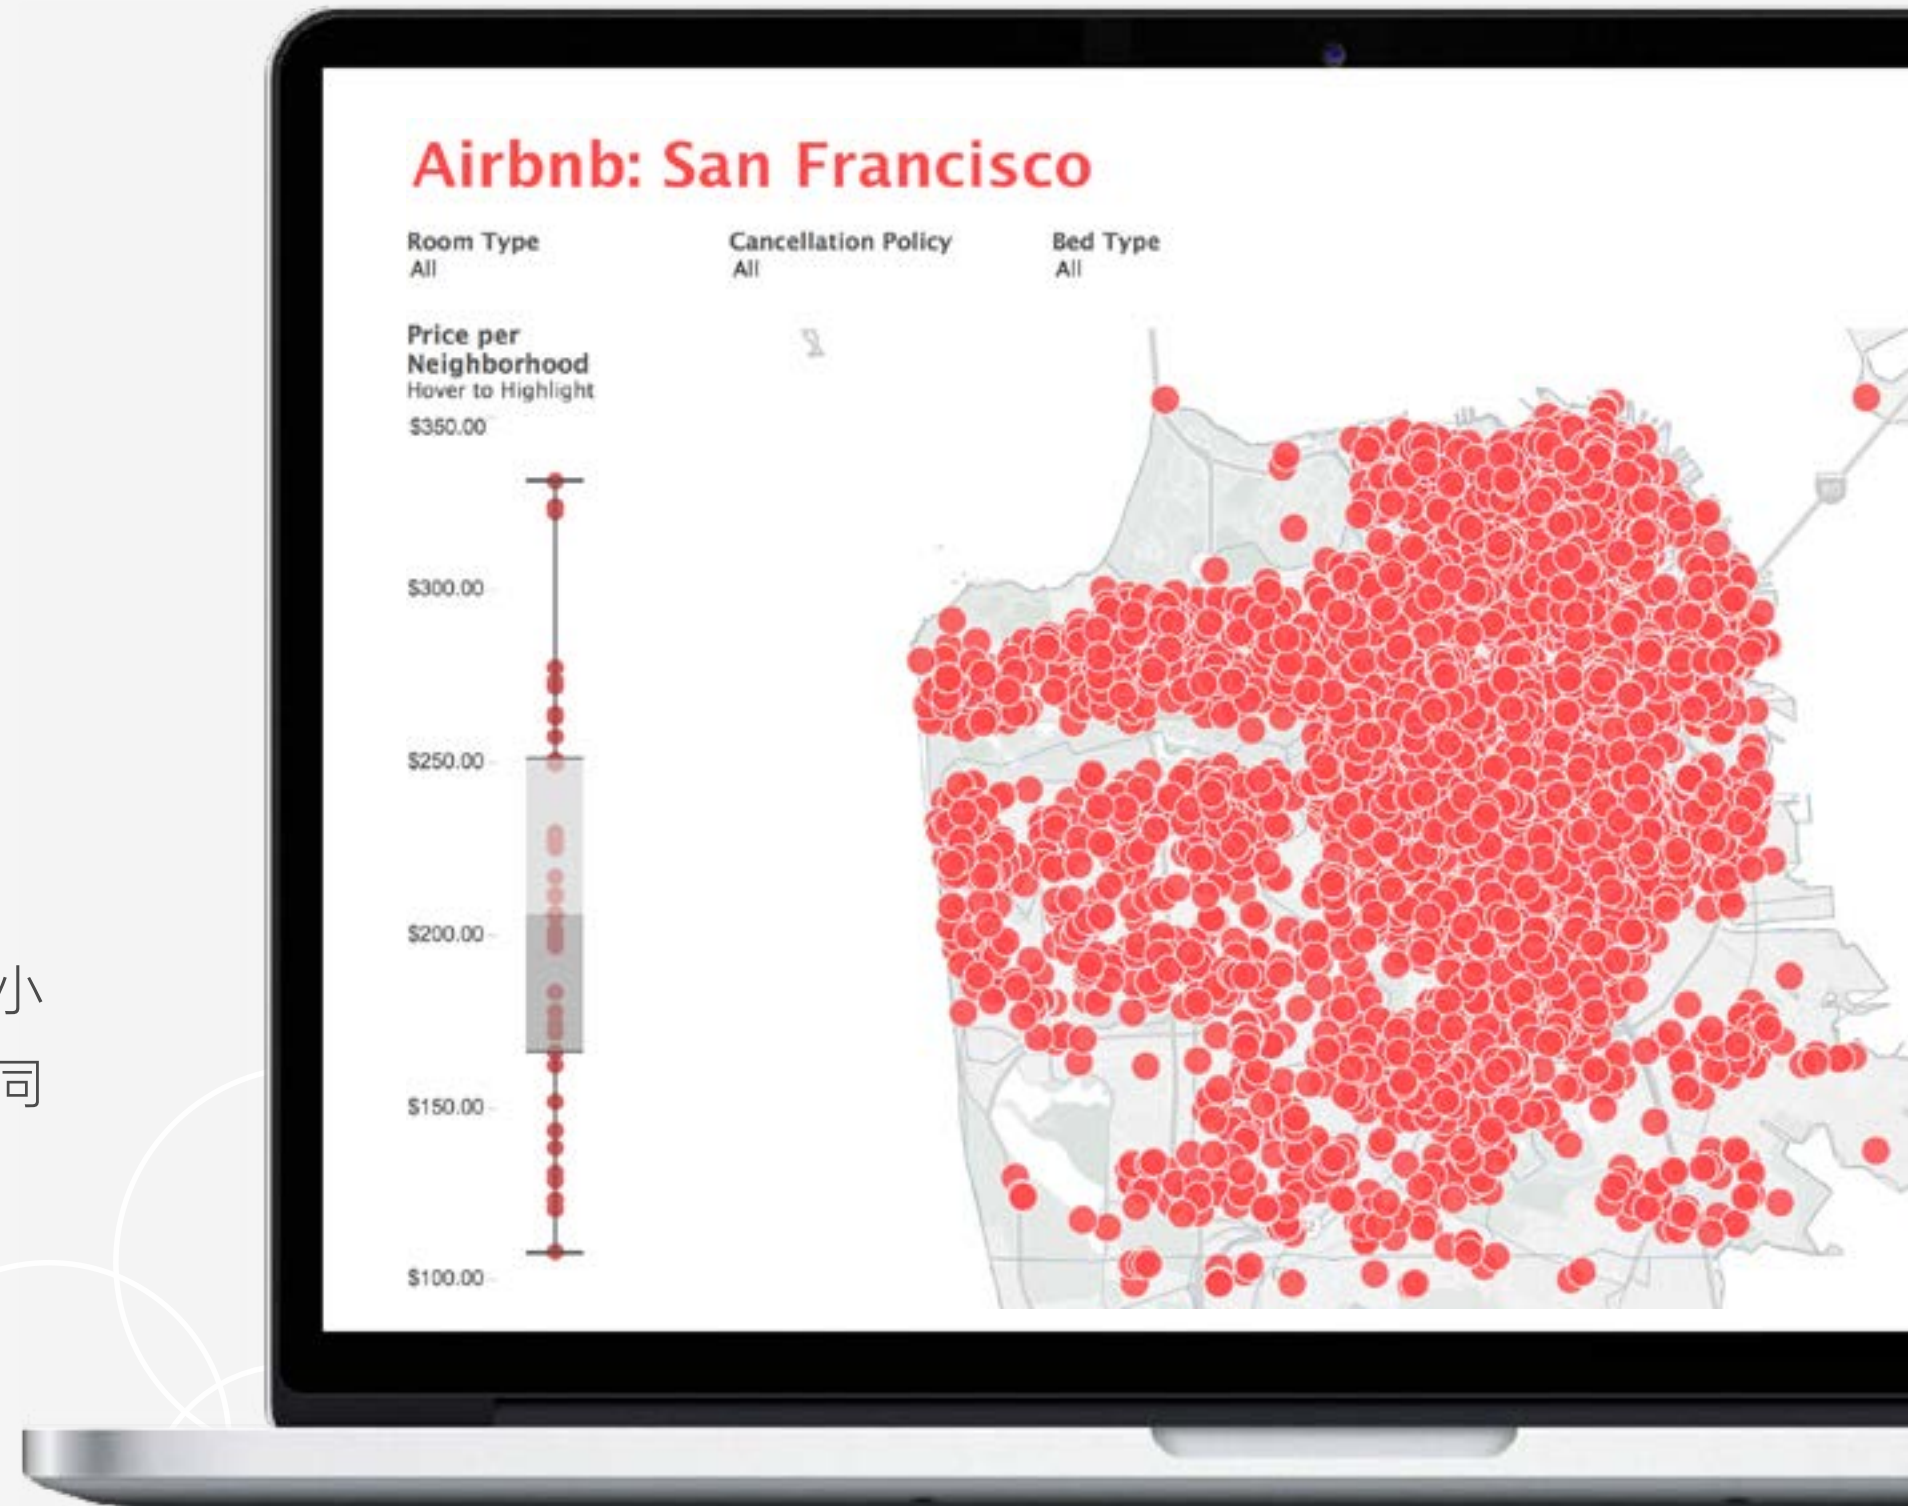 Airbnb: San Francisco
Room Type
All
Cancellation Policy
All
Bed Type
All
Price per
Neighborhood
Hover to Highlight
$350.00
$300.00
$250.00
$200.00
$150.00
$100.00
小
同